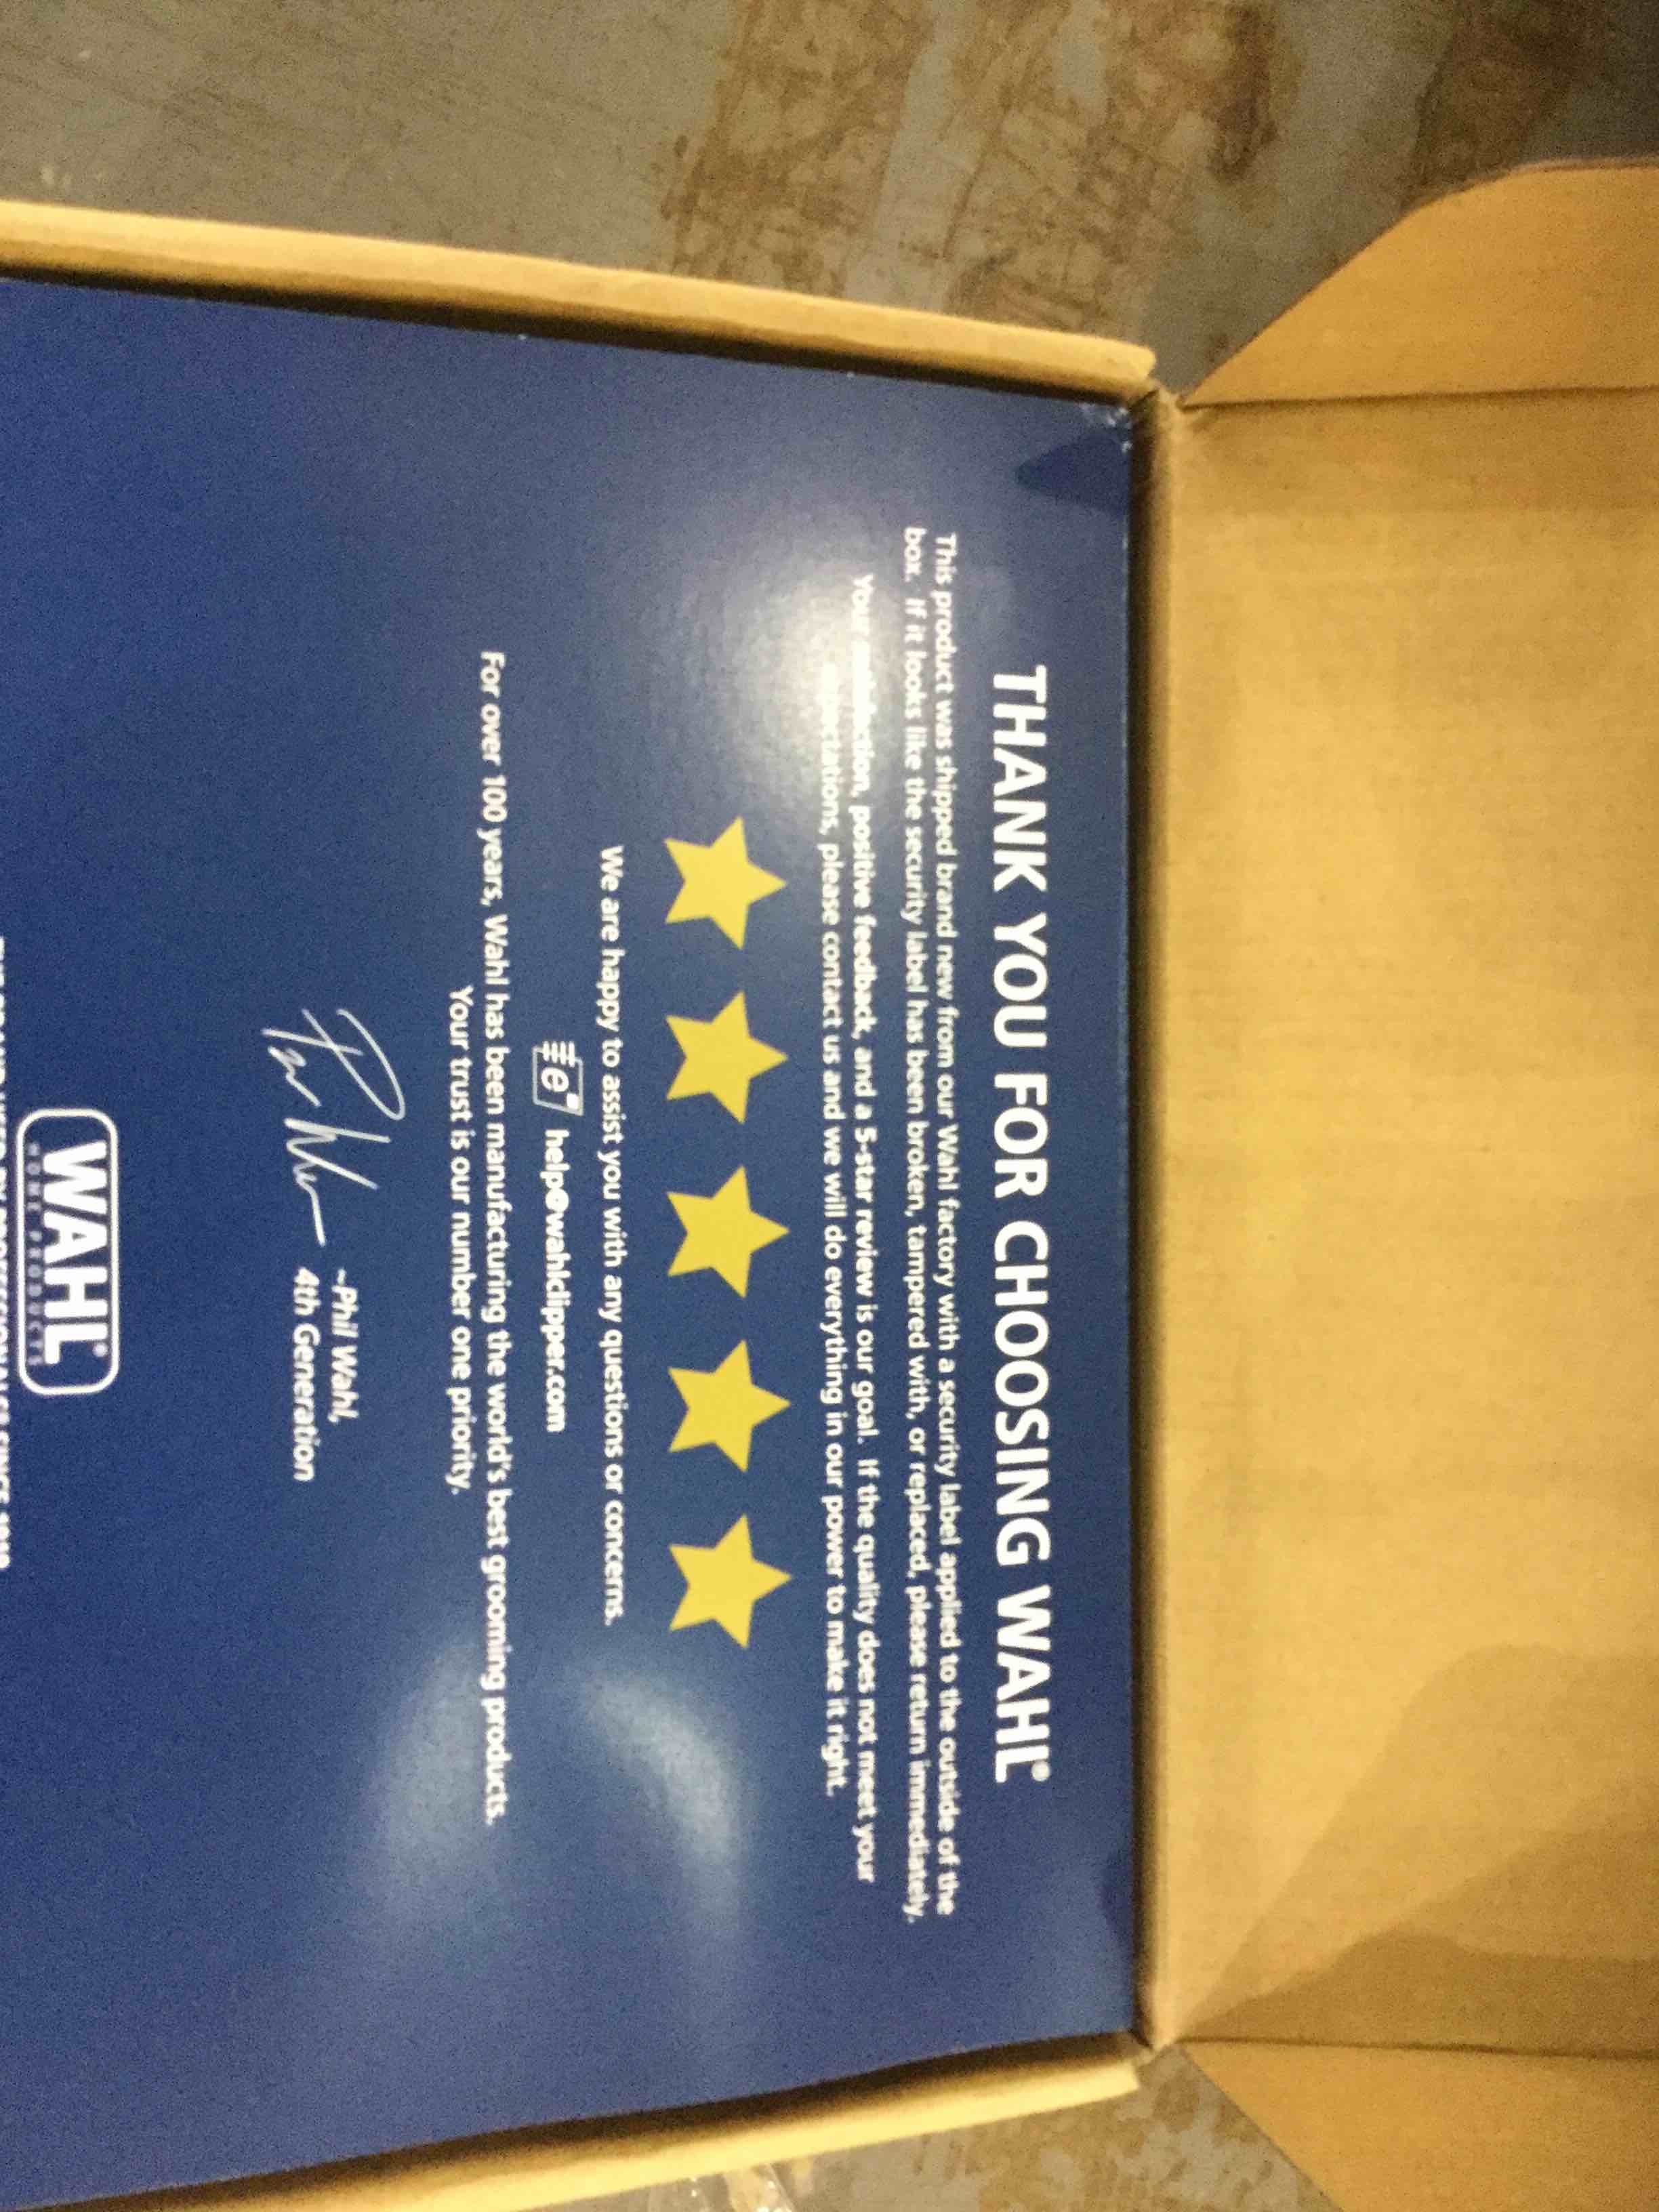 THANK YOU FOR CHOOSING WAHL®
This product was shipped brand new from our Wahl factory with a security label applied to the outside of the
box. If it looks like the security label has been broken, tampered with, or replaced, please return immediately.
Your satisfaction, positive feedback, and a 5-star review is our goal. If the quality does not meet your
expectations, please contact us and we will do everything in our power to make it right.
We are happy to assist you with any questions or concerns.
e help@wahlclipper.com
For over 100 years, Wahl has been manufacturing the world's best grooming products.
Your trust is our number one priority.
~Phil Wahl,
4th Generation
WAHL®
HOME PRODUCTS